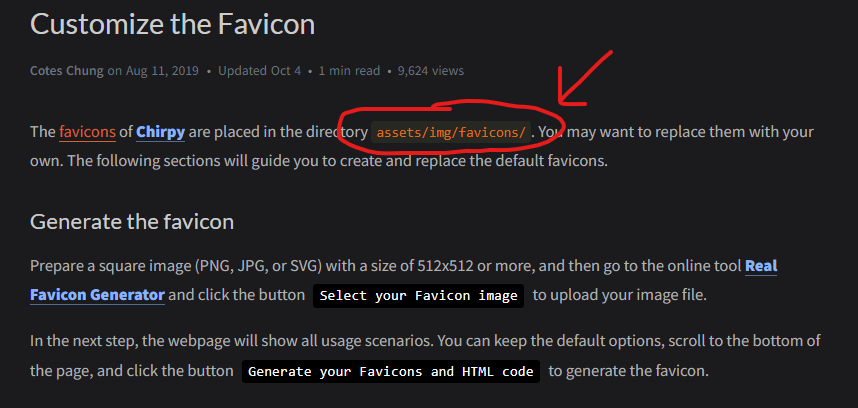 Customize the Favicon
Cotes Chung on Aug 11, 2019 • Updated Oct 4 • 1 min read • 9,624 views
The favicons of Chirpy are placed in the directory assets/img/favicons/ . You may want to replace them with your
own. The following sections will guide you to create and replace the default favicons.
Generate the favicon
Prepare a square image (PNG, JPG, or SVG) with a size of 512x512 or more, and then go to the online tool Real
Favicon Generator and click the button Select your Favicon image to upload your image file.
In the next step, the webpage will show all usage scenarios. You can keep the default options, scroll to the bottom of
the page, and click the button Generate your Favicons and HTML code to generate the favicon.